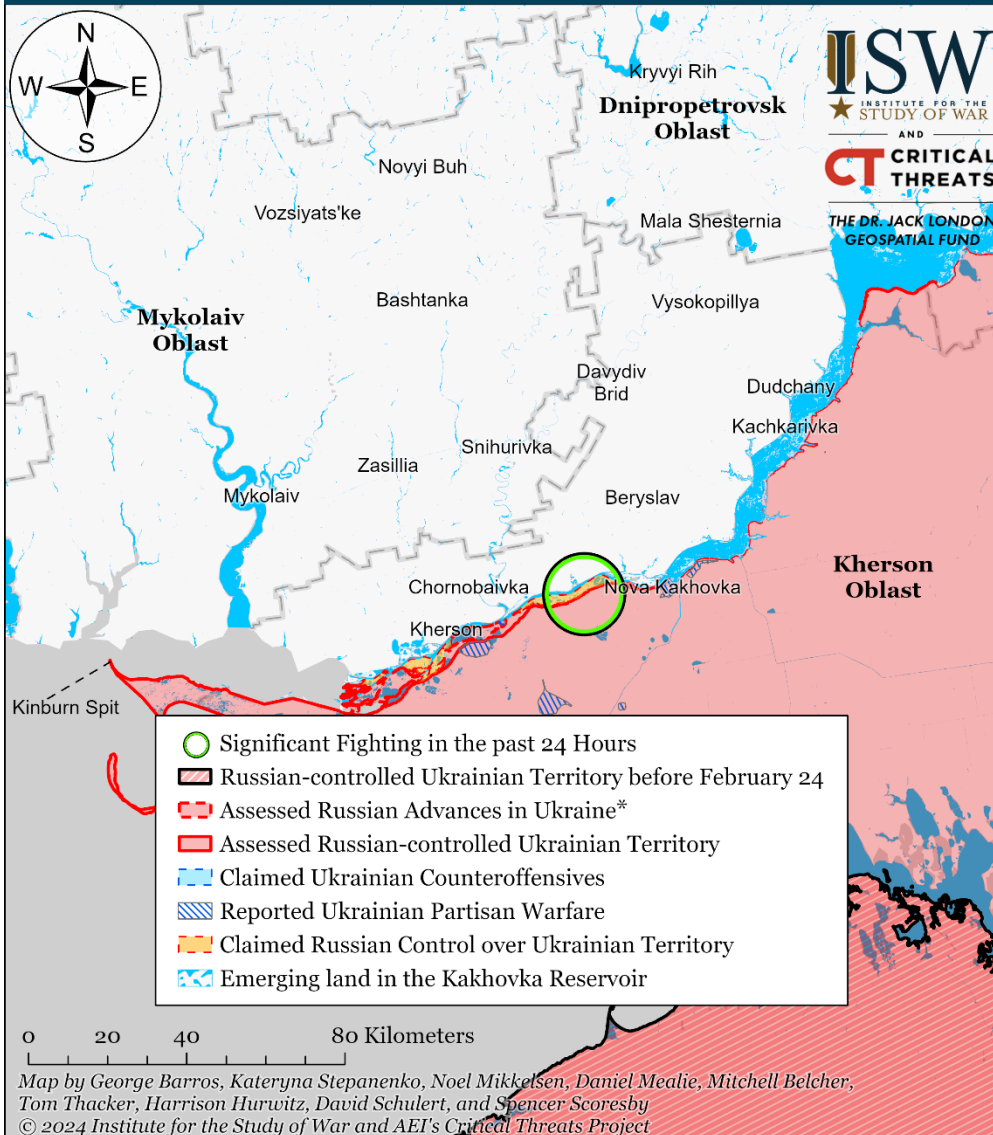 N
W E
S
Kryvyi Rih
Dnipropetrovsk
Oblast
ISW
INSTITUTE FOR THE
STUDY OF WAR
AND
CT CRITICAL
THREATS
THE DR. JACK LONDON
GEOSPATIAL FUND
Novyi Buh
Vozsiyats'ke
Mala Shesternia
Bashtanka
Vysokopillya
Mykolaiv
Oblast
Davydiv
Brid
Dudchany
Kachkarivka
Snihurivka
Zasillia
Mykolaiv
Beryslav
Kherson
Oblast
Chornobaivka
Nova Kakhovka
Kherson
Kinburn Spit
Significant Fighting in the past 24 Hours
Russian-controlled Ukrainian Territory before February 24
Assessed Russian Advances in Ukraine*
Assessed Russian-controlled Ukrainian Territory
Claimed Ukrainian Counteroffensives
Reported Ukrainian Partisan Warfare
Claimed Russian Control over Ukrainian Territory
Emerging land in the Kakhovka Reservoir
0 20 40 80 Kilometers
Map by George Barros, Kateryna Stepanenko, Noel Mikkelsen, Daniel Mealie, Mitchell Belcher,
Tom Thacker, Harrison Hurwitz, David Schulert, and Spencer Scoresby
© 2024 Institute for the Study of War and AEI's Critical Threats Project